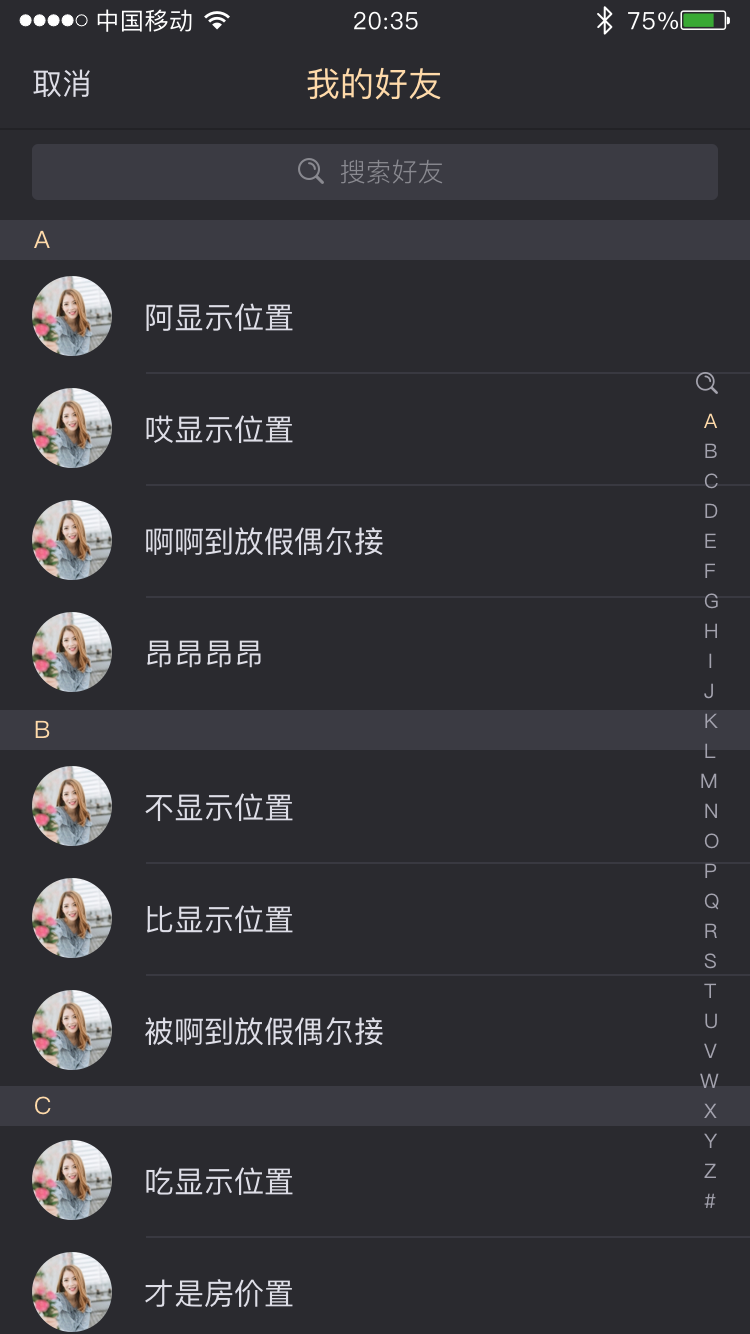 中国移动 20:35 75%
取消 我的好友
搜索好友
A
阿显示位置
哎显示位置
啊啊到放假偶尔接
昂昂昂昂
B
不显示位置
比显示位置
被啊到放假偶尔接
C
吃显示位置
才是房价置
A
B
C
D
E
F
G
H
I
J
K
L
M
N
O
P
Q
R
S
T
U
V
W
X
Y
Z
#